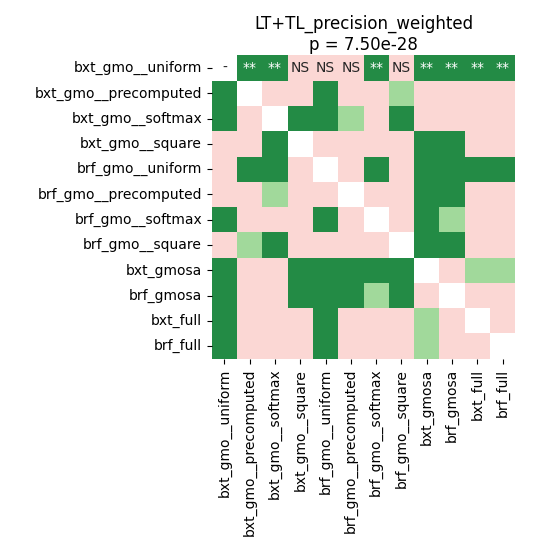 LT+TL_precision_weighted
p = 7.50e-28
bxt_gmo__uniform - ** ** NS NS NS ** NS ** ** ** **
bxt_gmo__precomputed
bxt_gmo__softmax
bxt_gmo__square
brf_gmo__uniform
brf_gmo__precomputed
brf_gmo__softmax
brf_gmo__square
bxt_gmosa
brf_gmosa
bxt_full
brf_full
bxt_gmo__uniform
bxt_gmo__precomputed
bxt_gmo__softmax
bxt_gmo__square
brf_gmo__uniform
brf_gmo__precomputed
brf_gmo__softmax
brf_gmo__square
bxt_gmosa
brf_gmosa
bxt_full
brf_full